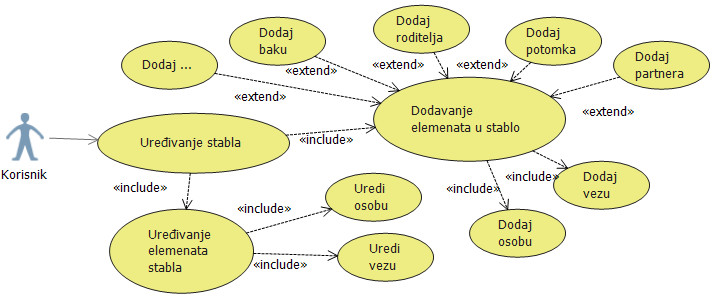 Dodaj
roditelja
Dodaj
baku
Dodaj
potomka
Dodaj ...
Dodaj
partnera
«extend»
«extend»
«extend»
«extend»
«extend»
Dodavanje
elemenata u stablo
Korisnik
Uređivanje stabla
«include»
«include»
«include»
«include»
Dodaj
vezu
Dodaj
osobu
Uređivanje
elemenata
stabla
«include»
«include»
Uredi
osobu
Uredi
vezu